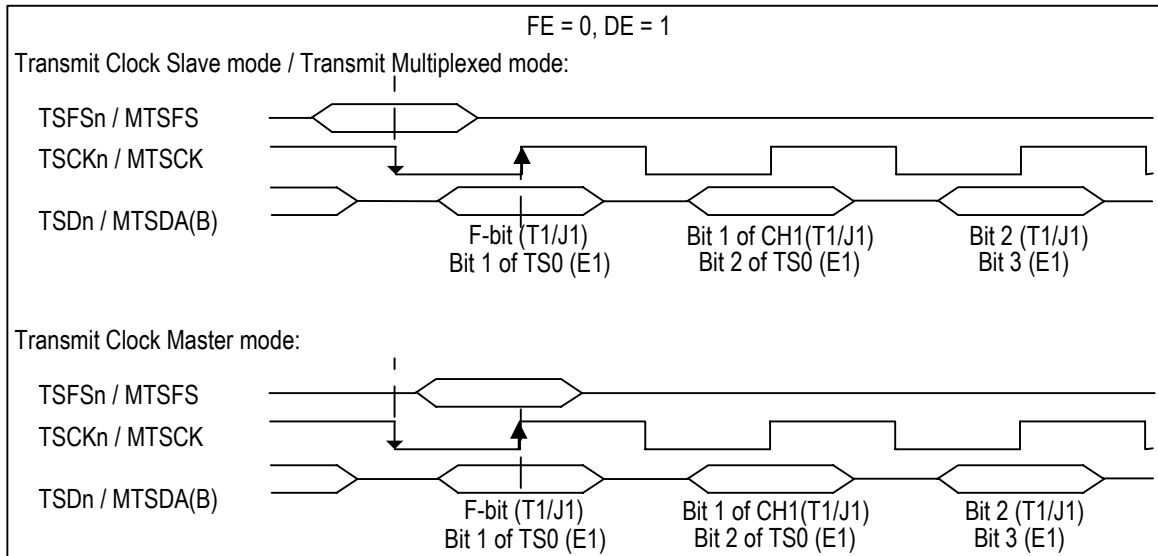 FE = 0, DE = 1
Transmit Clock Slave mode / Transmit Multiplexed mode:
TSFSn / MTSFS
TSCKn / MTSCK
TSDn / MTSDA(B)
F-bit (T1/J1) Bit 1 of CH1(T1/J1) Bit 2 (T1/J1)
Bit 1 of TS0 (E1) Bit 2 of TS0 (E1) Bit 3 (E1)
Transmit Clock Master mode:
TSFSn / MTSFS
TSCKn / MTSCK
TSDn / MTSDA(B)
F-bit (T1/J1) Bit 1 of CH1(T1/J1) Bit 2 (T1/J1)
Bit 1 of TS0 (E1) Bit 2 of TS0 (E1) Bit 3 (E1)